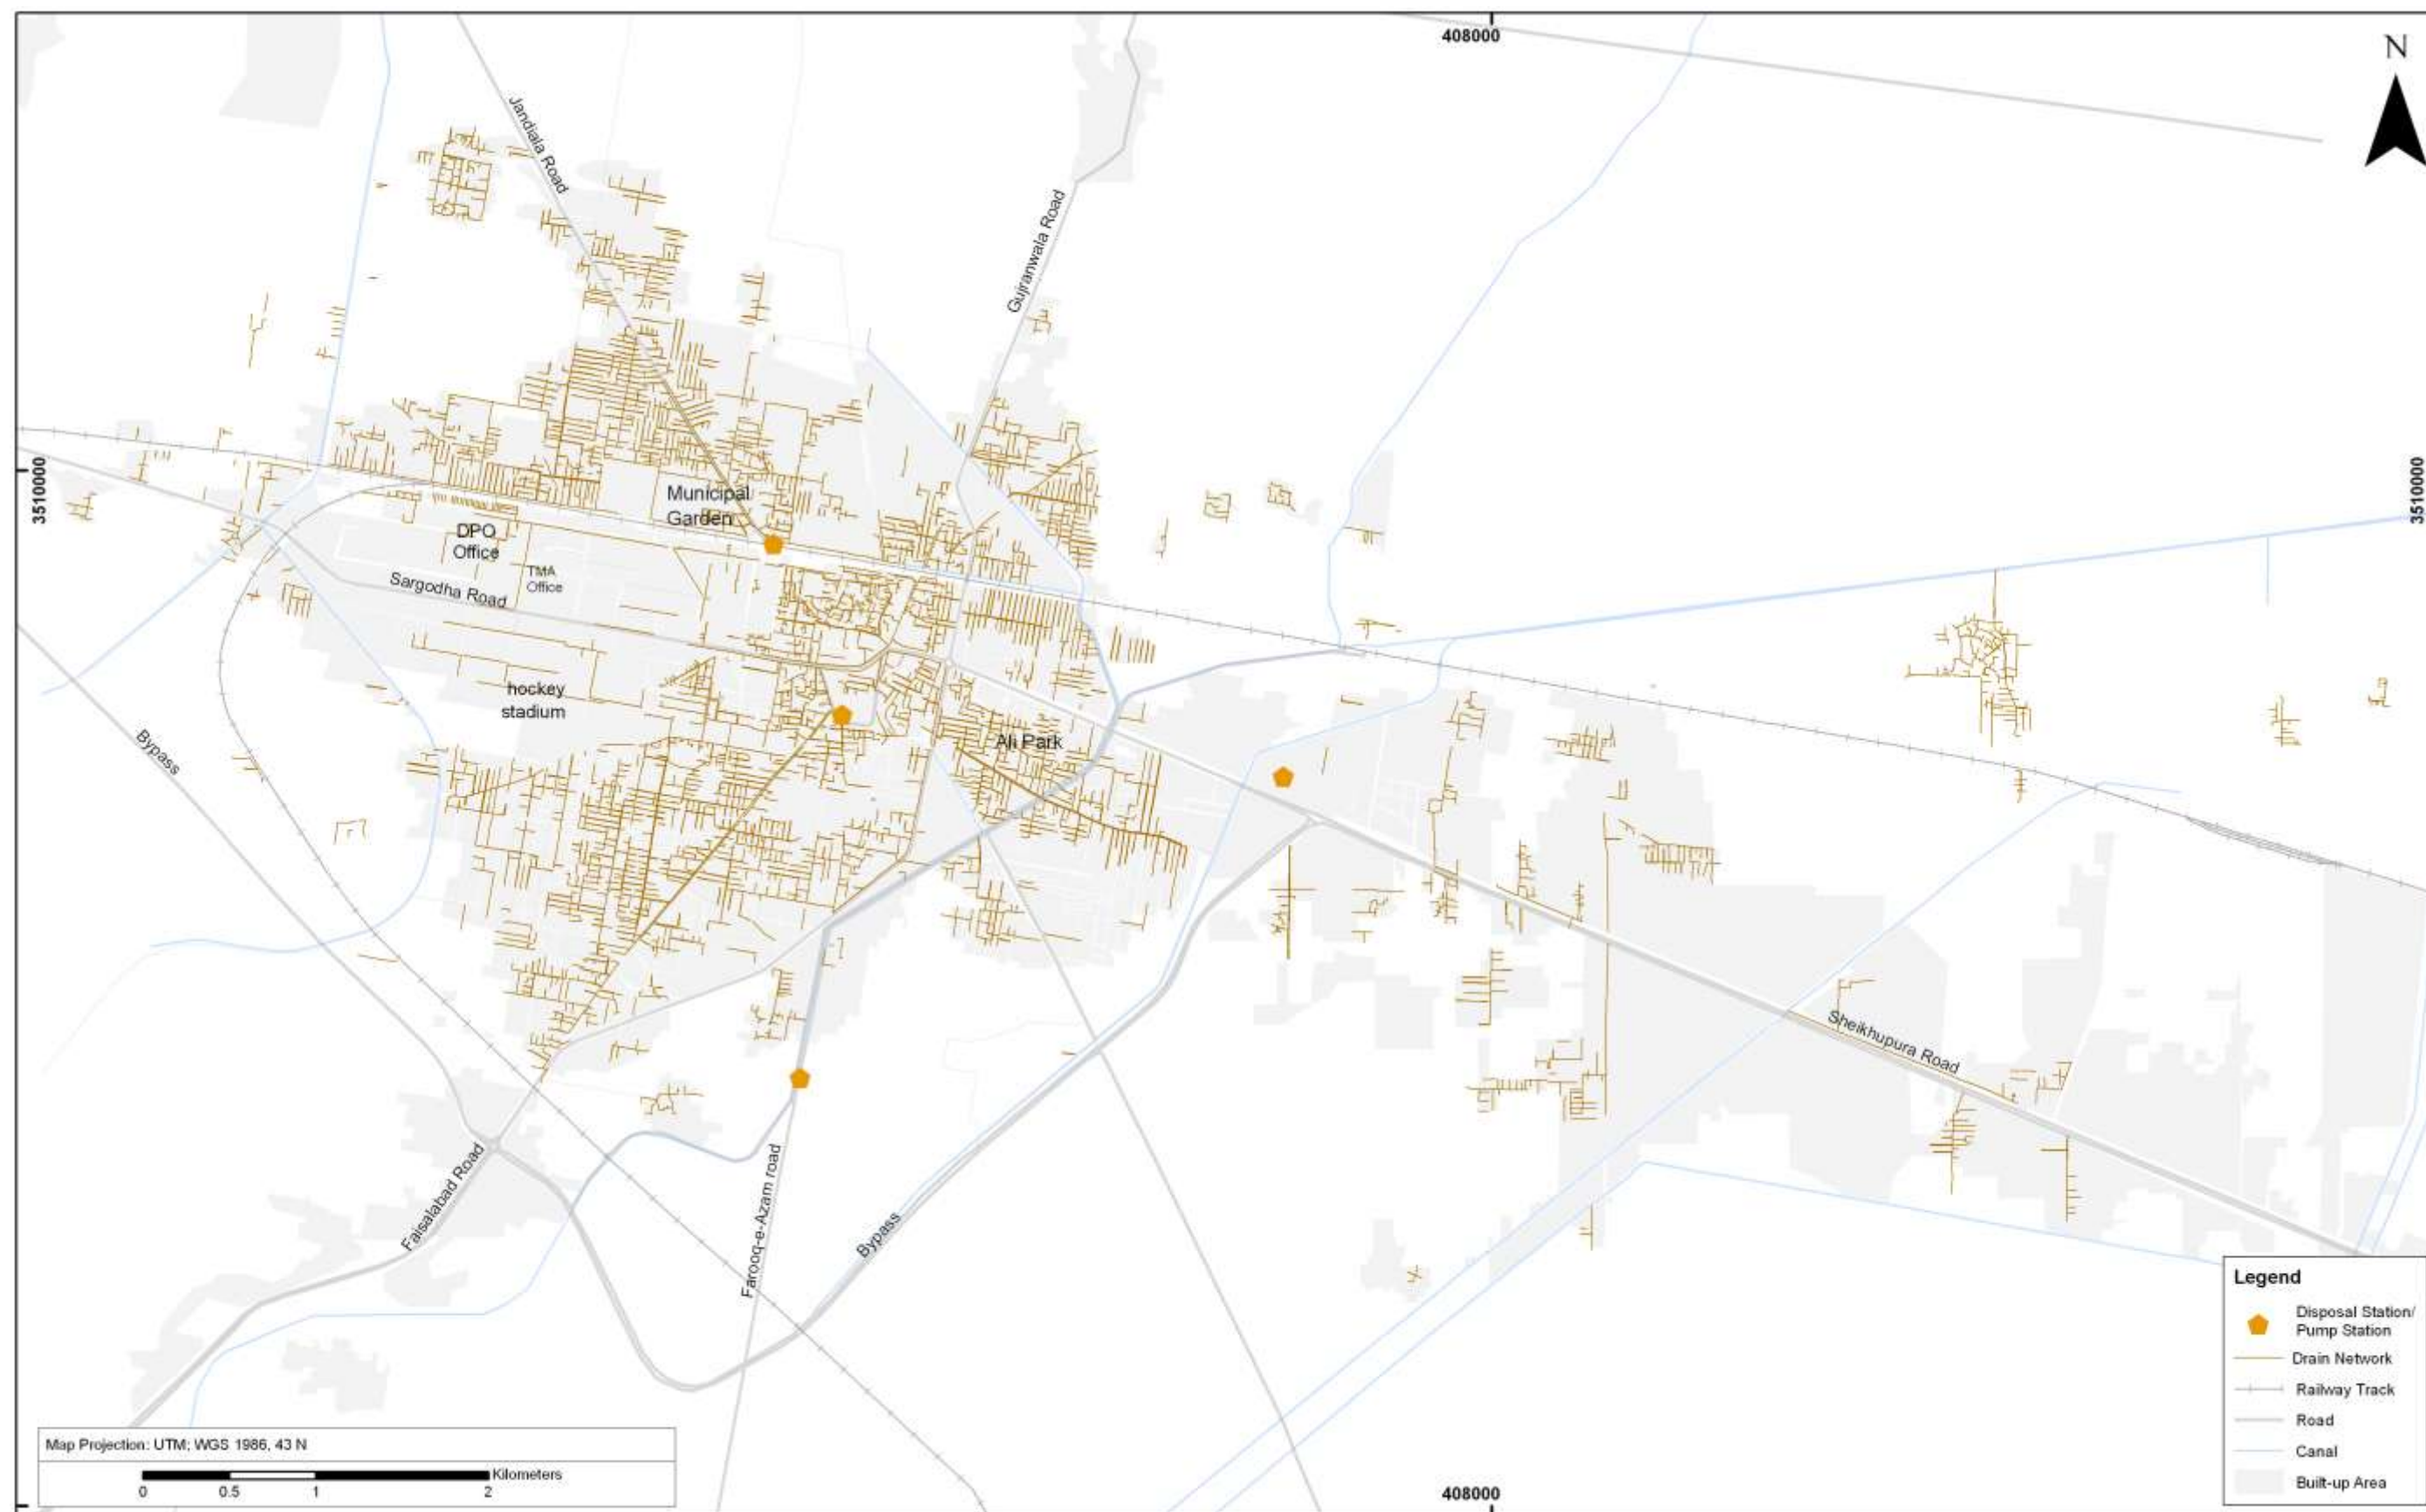 408000
N
Jandiala Road
Gujranwala Road
3510000
3510000
Municipal
Garden
DPO
Office
TMA
Office
Sargodha Road
hockey
stadium
Bypass
Ali Park
Sheikhupura Road
Faisalabad Road
Farooq-e-Azam road
Bypass
Legend
Disposal Station/
Pump Station
Drain Network
Railway Track
Road
Canal
Built-up Area
Map Projection: UTM; WGS 1986, 43 N
Kilometers
0 0.5 1 2
408000